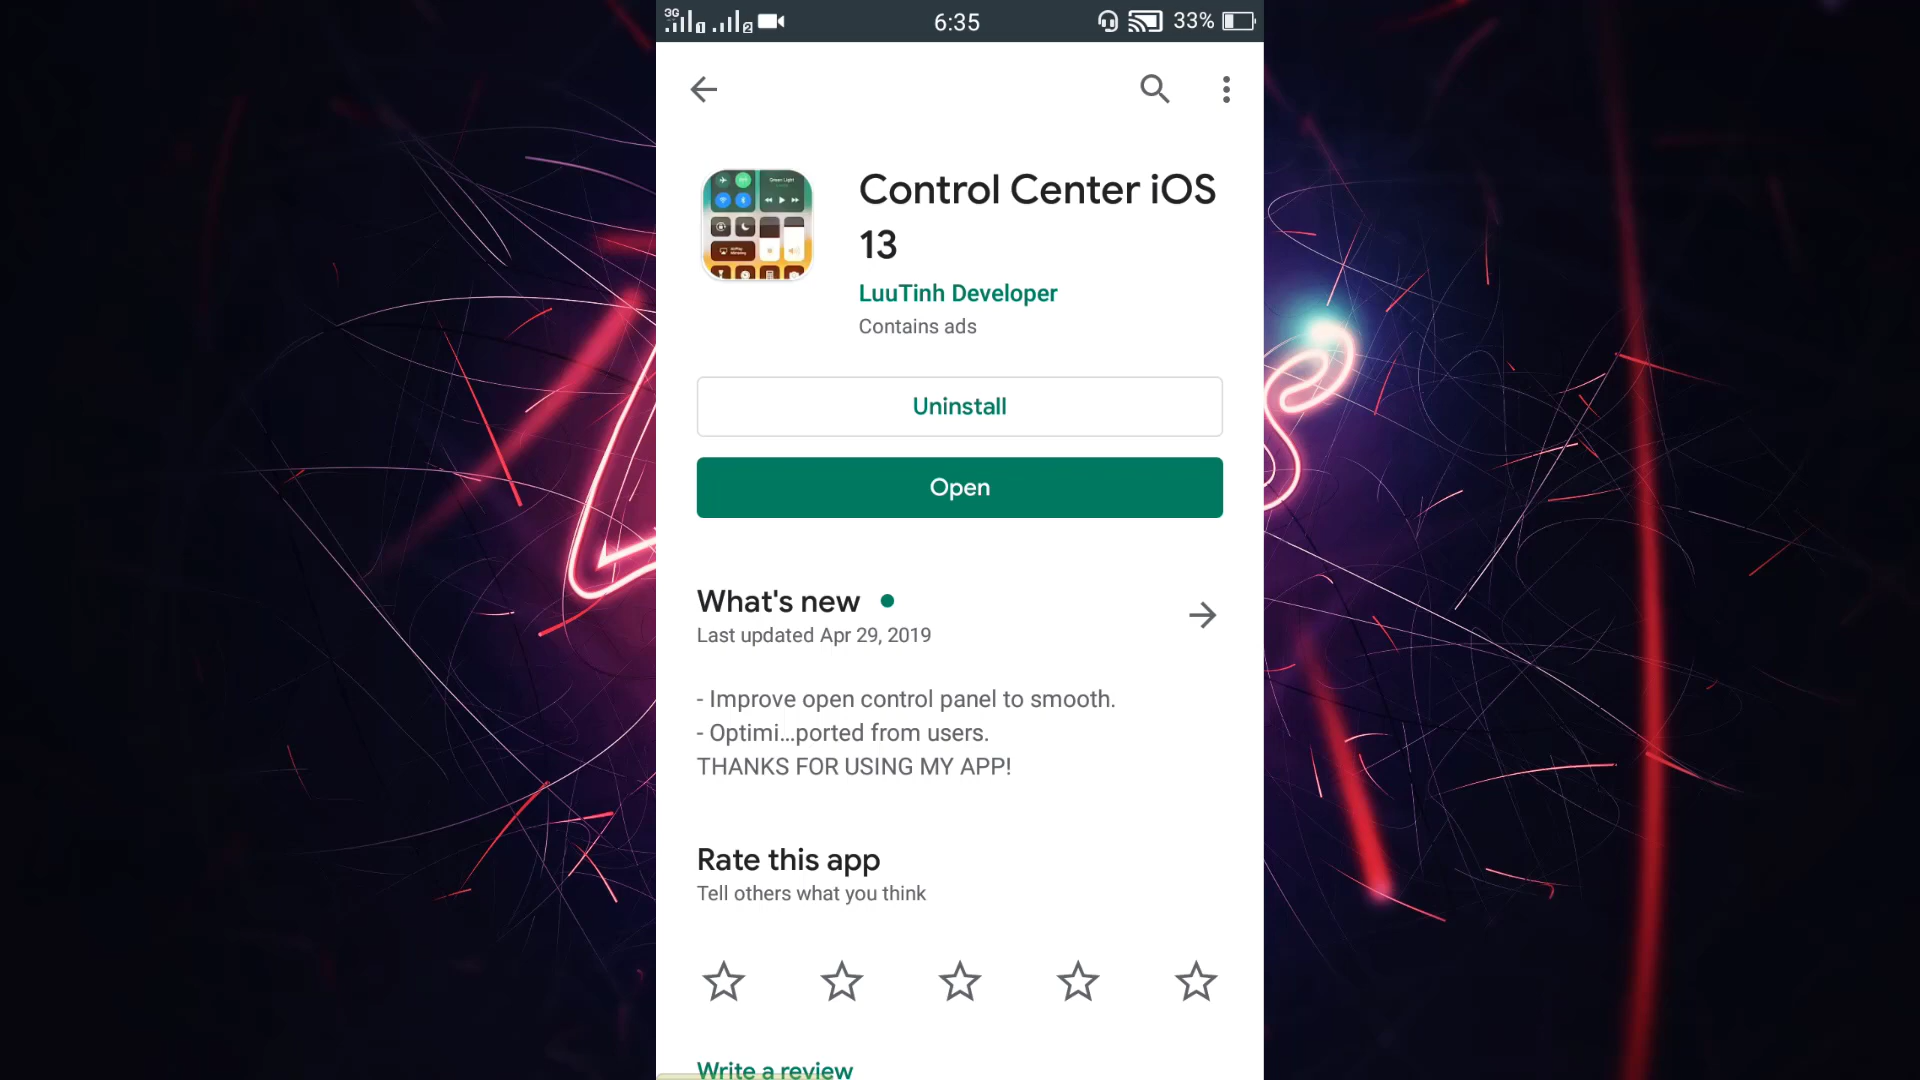 3G 1 2 6:35 33%
Control Center iOS
13
LuuTinh Developer
Contains ads
Uninstall
Open
What's new
Last updated Apr 29, 2019
- Improve open control panel to smooth.
- Optimi...ported from users.
THANKS FOR USING MY APP!
Rate this app
Tell others what you think
Write a review